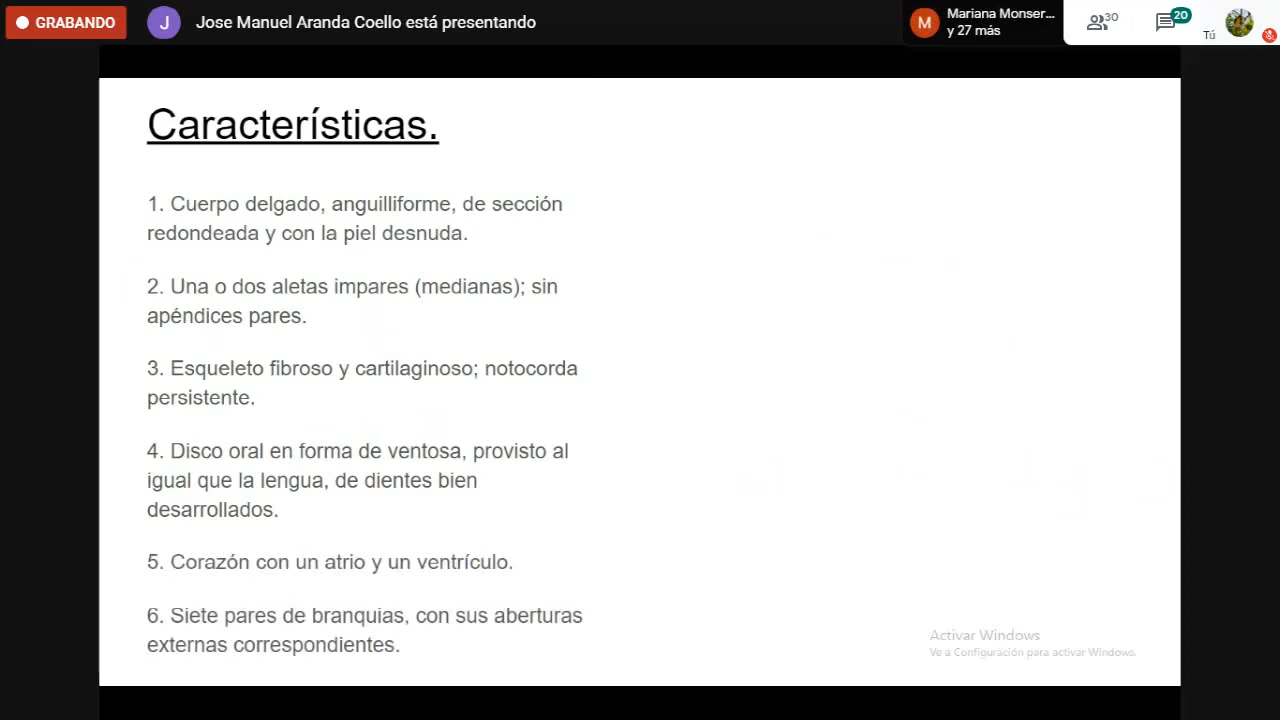 GRABANDO
J
Jose Manuel Aranda Coello está presentando
M
Mariana Monser...
y 27 más
30
20
Tú
Características.
1. Cuerpo delgado, anguilliforme, de sección
redondeada y con la piel desnuda.
2. Una o dos aletas impares (medianas); sin
apéndices pares.
3. Esqueleto fibroso y cartilaginoso; notocorda
persistente.
4. Disco oral en forma de ventosa, provisto al
igual que la lengua, de dientes bien
desarrollados.
5. Corazón con un atrio y un ventrículo.
6. Siete pares de branquias, con sus aberturas
externas correspondientes.
Activar Windows
Ve a Configuración para activar Windows.